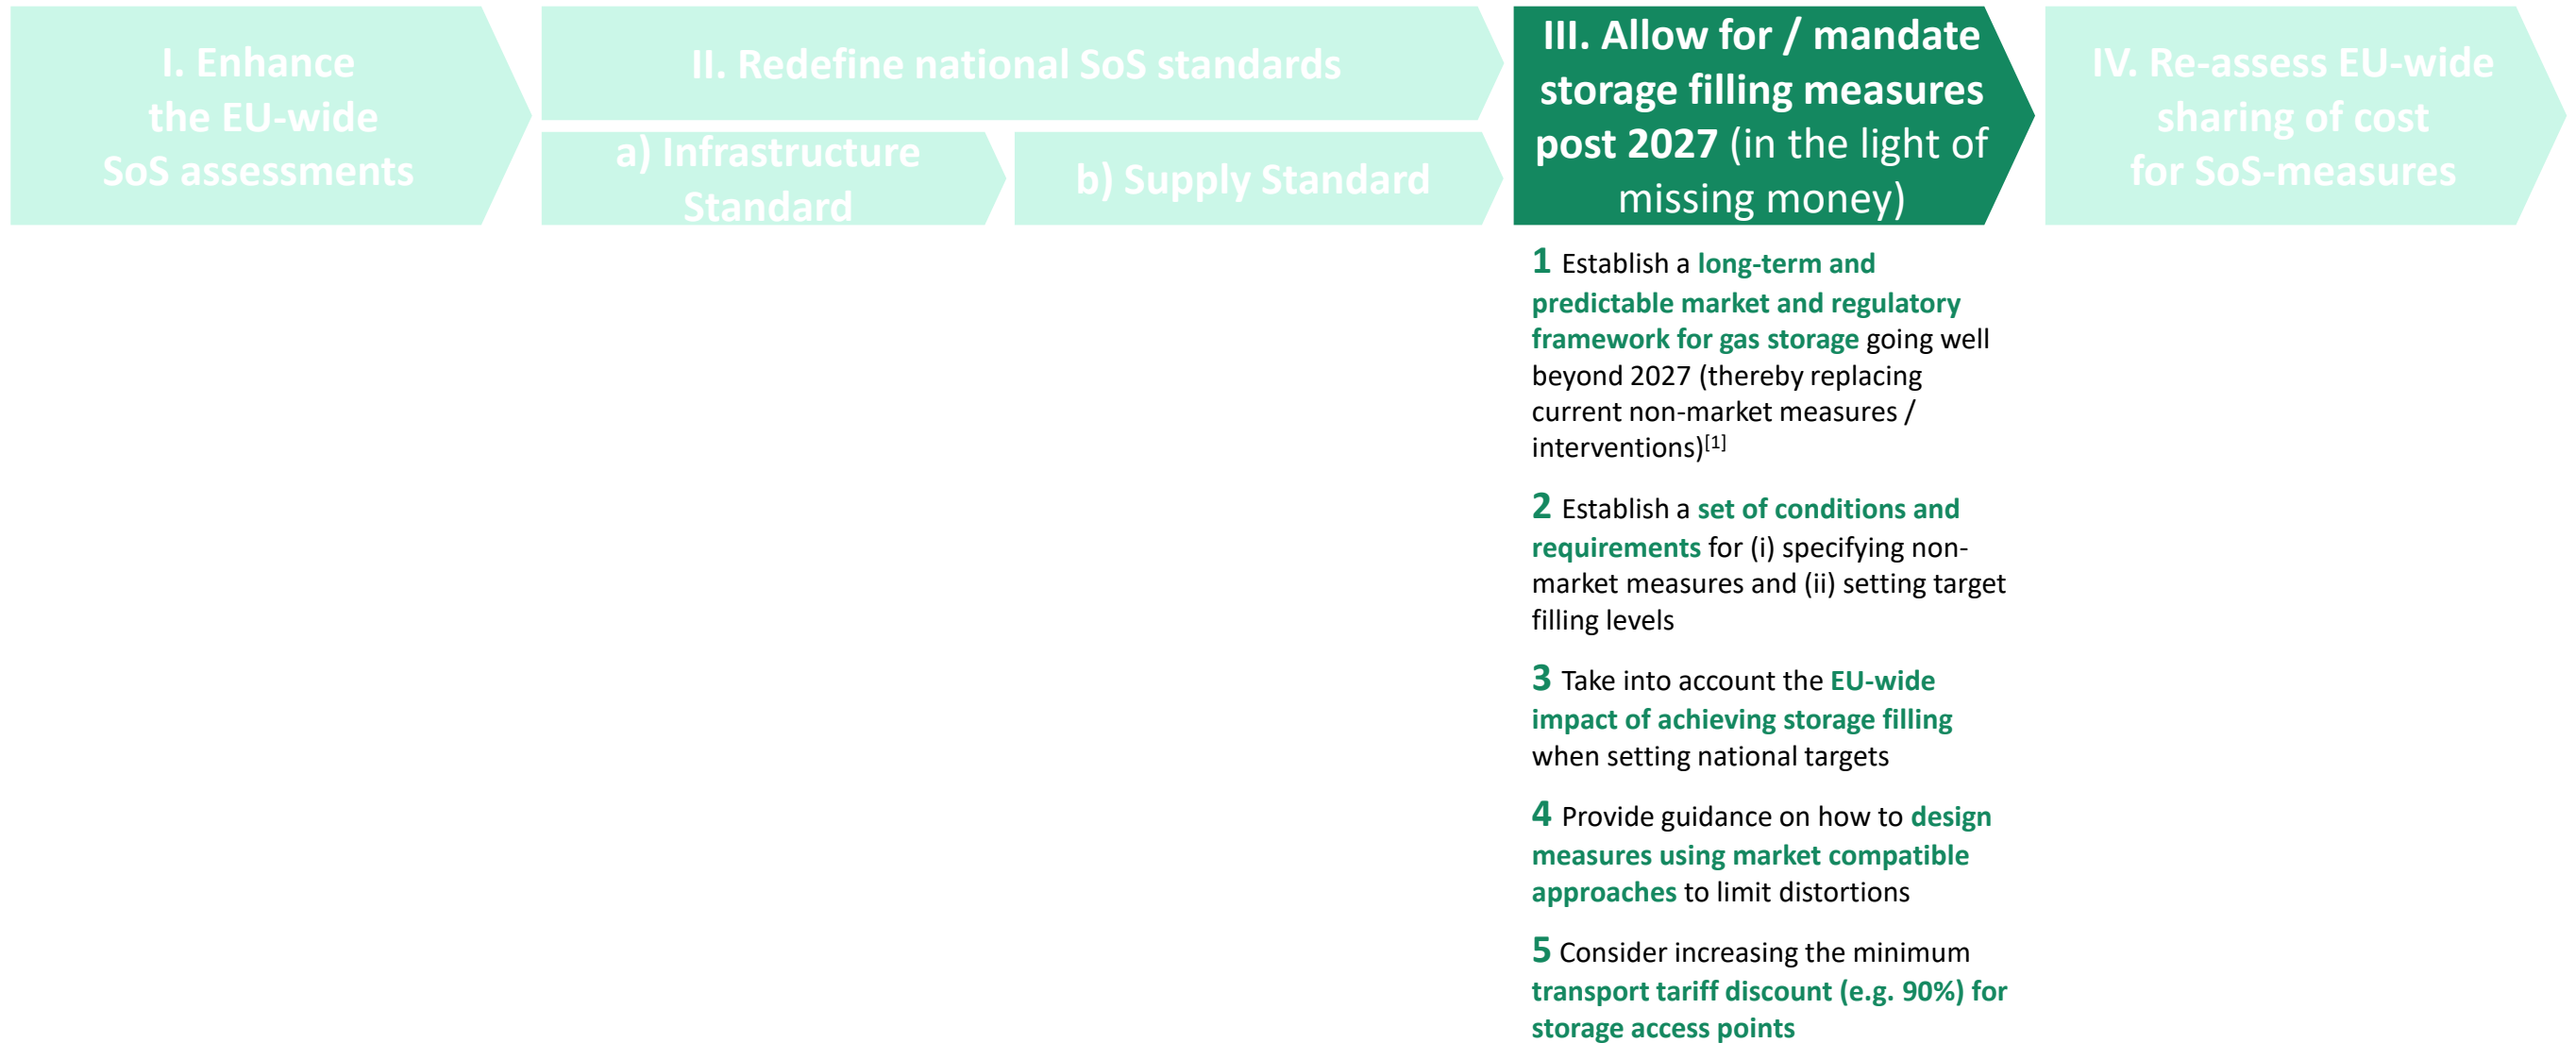 I. Enhance
the EU-wide
SoS assessments
II. Redefine national SoS standards
a) Infrastructure
Standard
b) Supply Standard
III. Allow for / mandate
storage filling measures
post 2027 (in the light of
missing money)
IV. Re-assess EU-wide
sharing of cost
for SoS-measures
1 Establish a long-term and
predictable market and regulatory
framework for gas storage going well
beyond 2027 (thereby replacing
current non-market measures /
interventions)[1]
2 Establish a set of conditions and
requirements for (i) specifying non-
market measures and (ii) setting target
filling levels
3 Take into account the EU-wide
impact of achieving storage filling
when setting national targets
4 Provide guidance on how to design
measures using market compatible
approaches to limit distortions
5 Consider increasing the minimum
transport tariff discount (e.g. 90%) for
storage access points